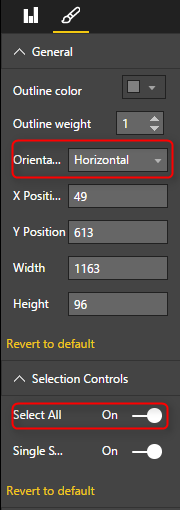 General
Outline color
Outline weight 1
Orienta... Horizontal
X Positi... 49
Y Position 613
Width 1163
Height 96
Revert to default
Selection Controls
Select All On
Single S... On
Revert to default